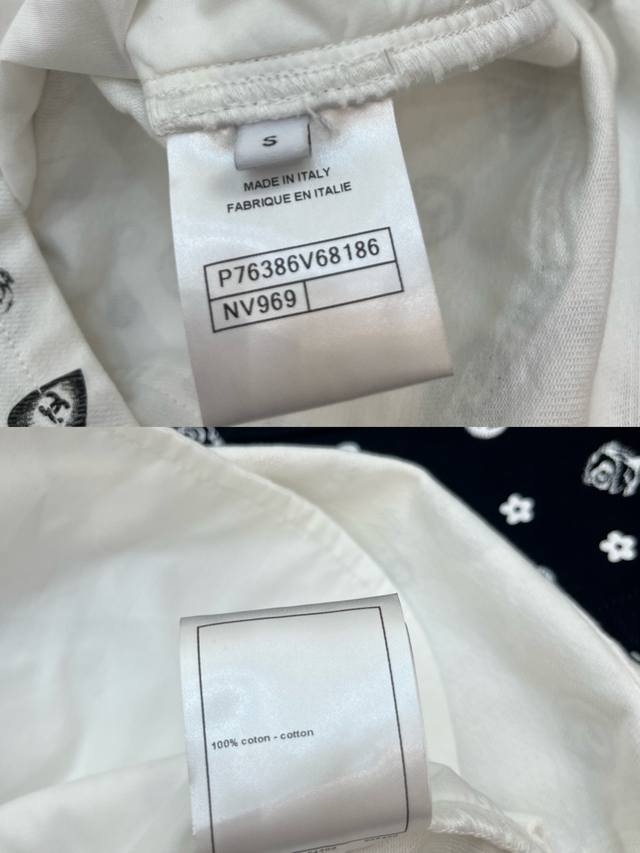 S
MADE IN ITALY
FABRIQUE EN ITALIE
P76386V68186
NV969
100% coton - cotton